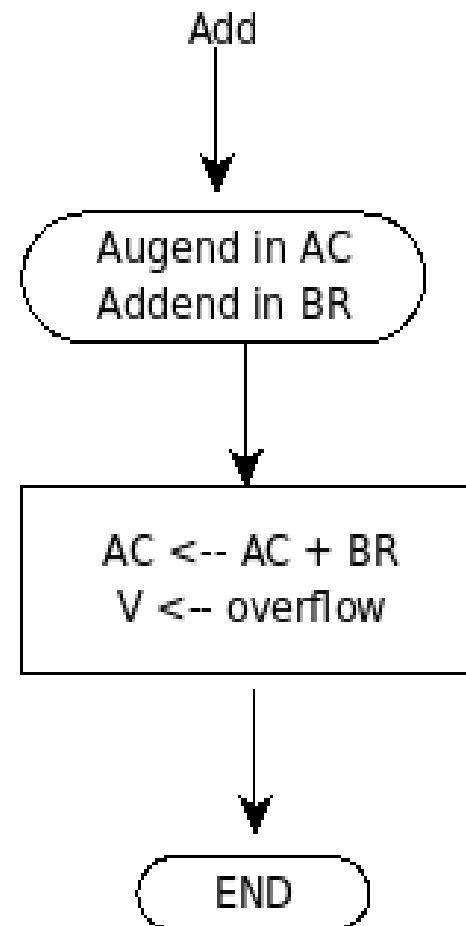 Add
Augend in AC
Addend in BR
AC <-- AC + BR
V <-- overflow
END